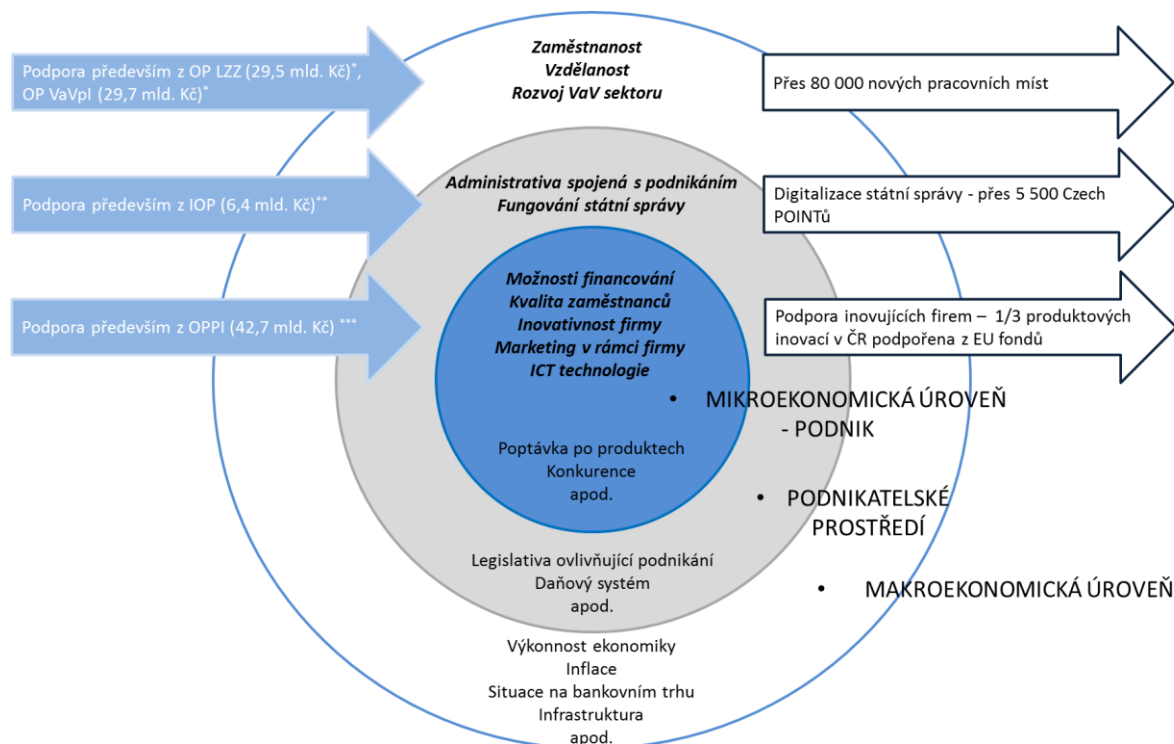 Zaměstnanost
Vzdělanost
Rozvoj VaV sektoru
Podpora především z OP LZZ (29,5 mld. Kč)*,
OP VaVpI (29,7 mld. Kč)*
Přes 80 000 nových pracovních míst
Administrativa spojená s podnikáním
Fungování státní správy
Podpora především z IOP (6,4 mld. Kč)**
Digitalizace státní správy - přes 5 500 Czech
POINTů
Možnosti financování
Kvalita zaměstnanců
Inovativnost firmy
Marketing v rámci firmy
ICT technologie
Podpora především z OPPI (42,7 mld. Kč) ***
Podpora inovujících firem – 1/3 produktových
inovací v ČR podpořena z EU fondů
• MIKROEKONOMICKÁ ÚROVEŇ
- PODNIK
Poptávka po produktech
Konkurence
apod.
• PODNIKATELSKÉ
PROSTŘEDÍ
Legislativa ovlivňující podnikání
Daňový systém
apod.
• MAKROEKONOMICKÁ ÚROVEŇ
Výkonnost ekonomiky
Inflace
Situace na bankovním trhu
Infrastruktura
apod.